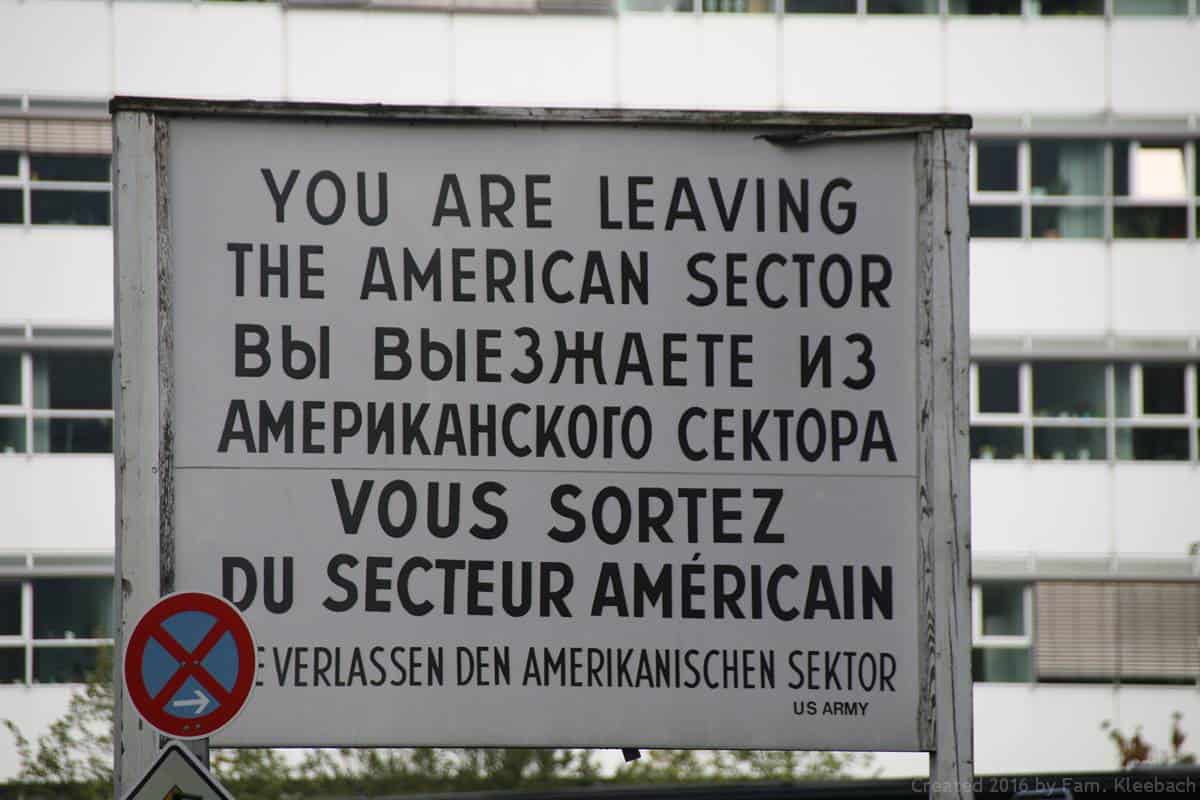 YOU ARE LEAVING
THE AMERICAN SECTOR
ВЫ ВЫЕЗЖАЕТЕ ИЗ
АМЕРИКАНСКОГО СЕКТОРА
VOUS SORTEZ
DU SECTEUR AMÉRICAIN
VERLASSEN DEN AMERIKANISCHEN SEKTOR
US ARMY
Created 2016 by Fam. Kleebach